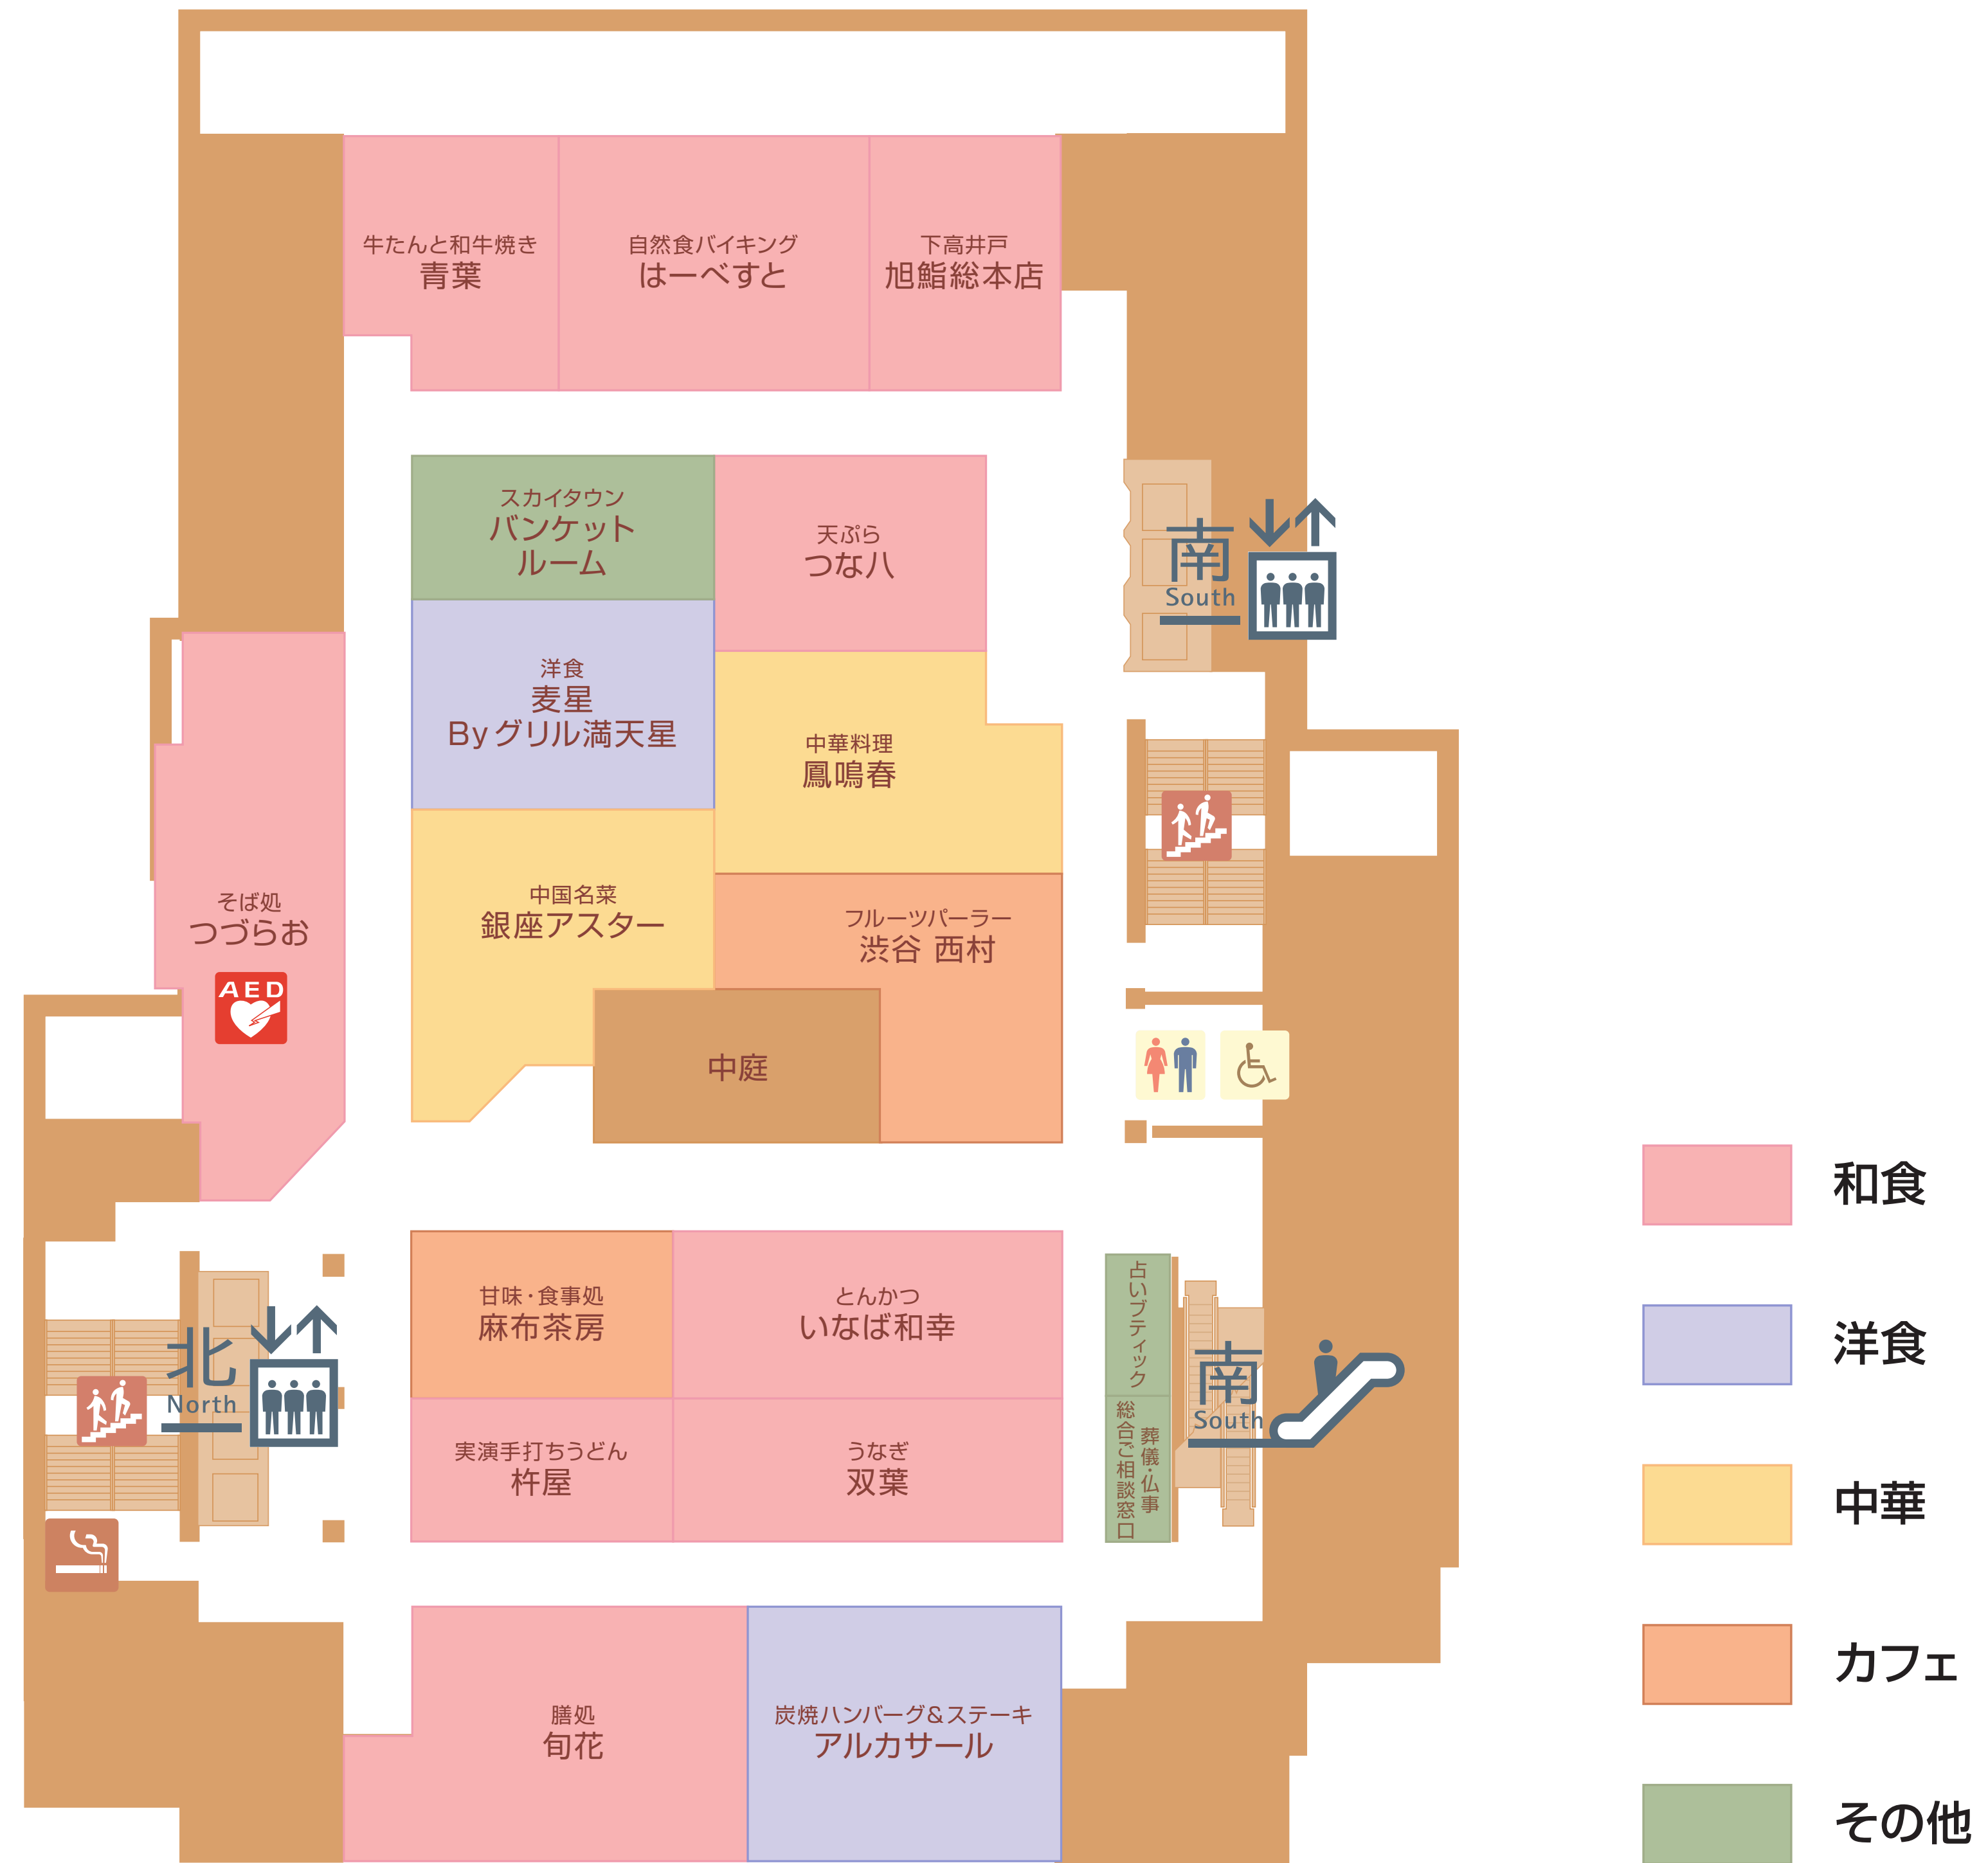 牛たんと和牛焼き
青葉
自然食バイキング
はーべすと
下高井戸
旭鮨総本店
スカイタウン
バンケット
ルーム
天ぷら
つな八
南
South
洋食
麦星
Byグリル満天星
中華料理
鳳鳴春
そば処
つづらお
AED
中国名菜
銀座アスター
フルーツパーラー
渋谷 西村
中庭
甘味・食事処
麻布茶房
とんかつ
いなば和幸
占いブティック
北
North
南
South
実演手打ちうどん
杵屋
うなぎ
双葉
葬儀・仏事
総合ご相談窓口
膳処
旬花
炭焼ハンバーグ&ステーキ
アルカサール
和食
洋食
中華
カフェ
その他